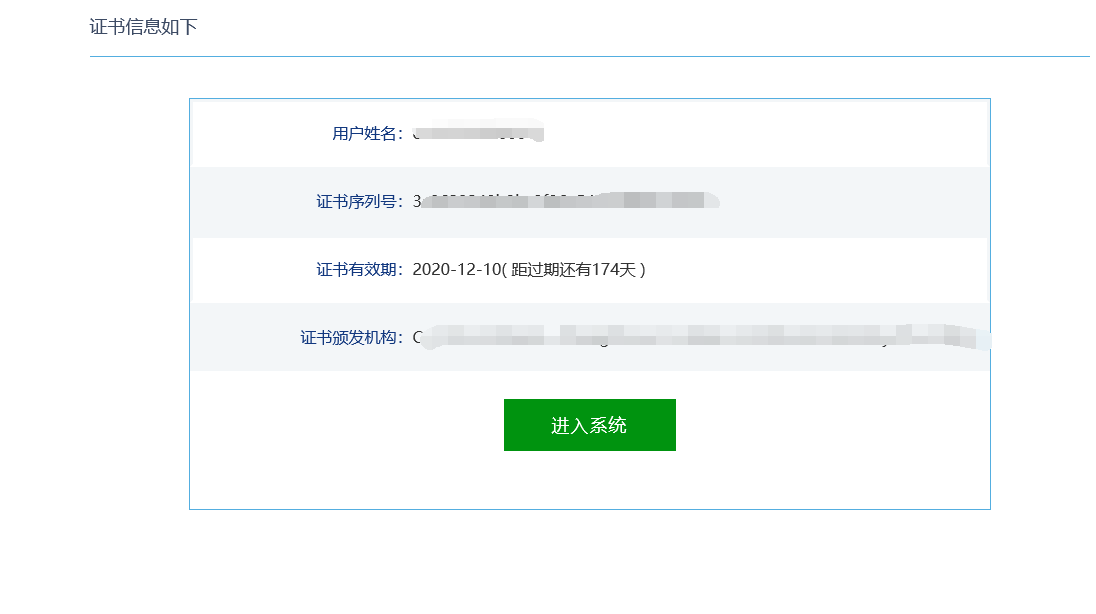 证书信息如下
用户姓名：
证书序列号：3
证书有效期：2020-12-10( 距过期还有174天 )
证书颁发机构：C
进入系统